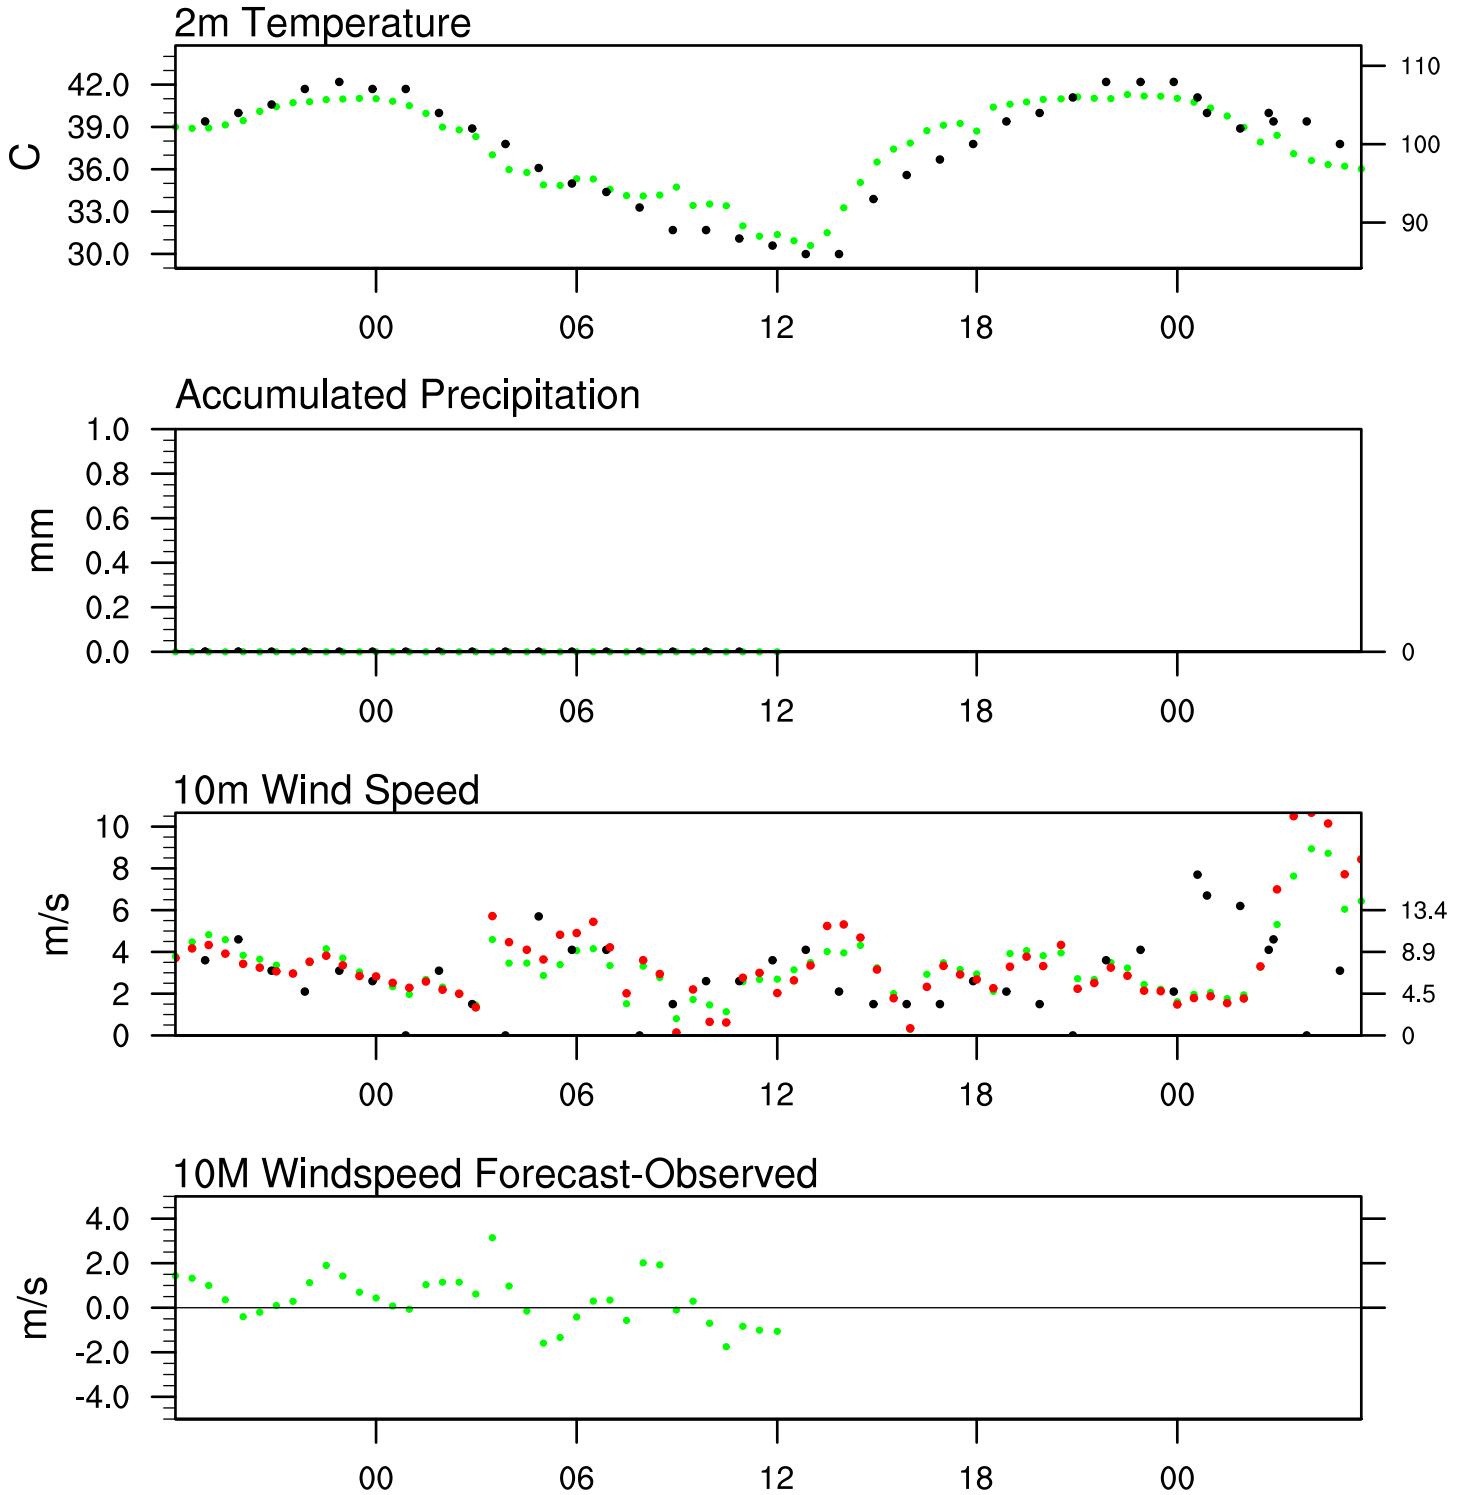 2m Temperature
42.0
39.0
36.0
33.0
30.0
C
110
100
90
00 06 12 18 00
Accumulated Precipitation
1.0
0.8
0.6
0.4
0.2
0.0
mm
0
00 06 12 18 00
10m Wind Speed
10
8
6
4
2
0
m/s
13.4
8.9
4.5
0
00 06 12 18 00
10M Windspeed Forecast-Observed
4.0
2.0
0.0
-2.0
-4.0
m/s
00 06 12 18 00